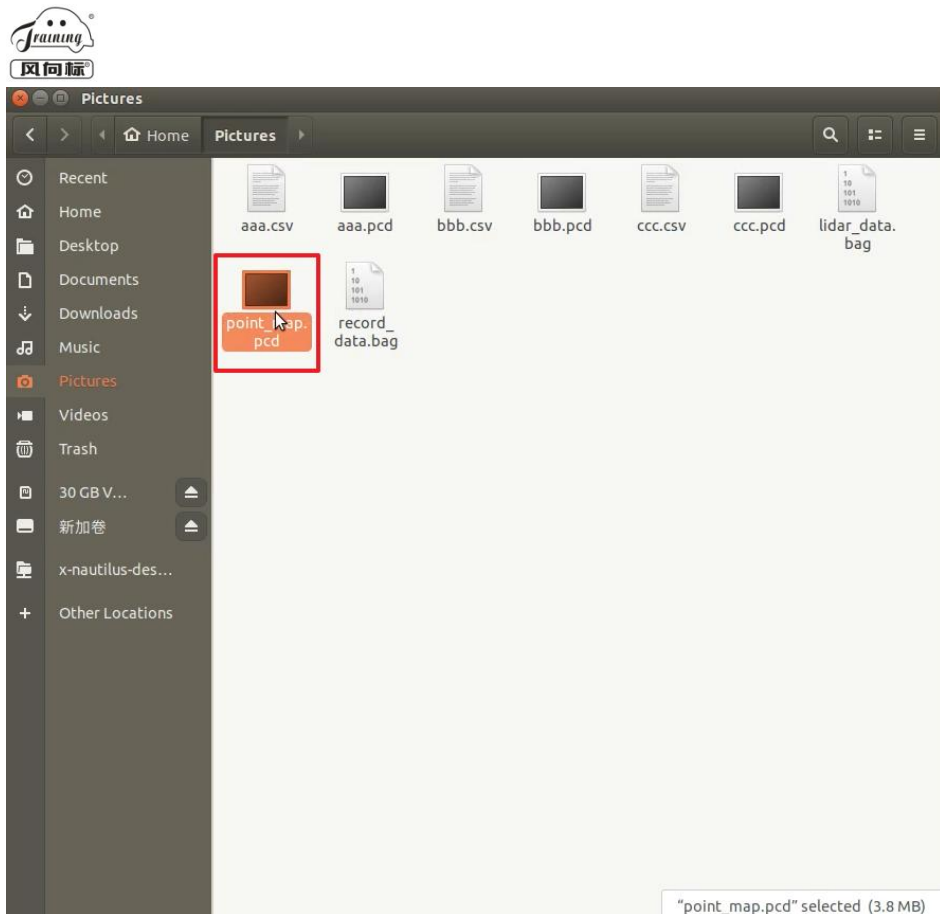 Training
风向标
Pictures
Home
Pictures
Recent
Home
Desktop
Documents
Downloads
Music
Pictures
Videos
Trash
30 GB V...
新加卷
x-nautilus-des...
Other Locations
aaa.csv
aaa.pcd
bbb.csv
bbb.pcd
ccc.csv
ccc.pcd
lidar_data.
bag
point_map.
pcd
record_
data.bag
"point_map.pcd" selected (3.8 MB)